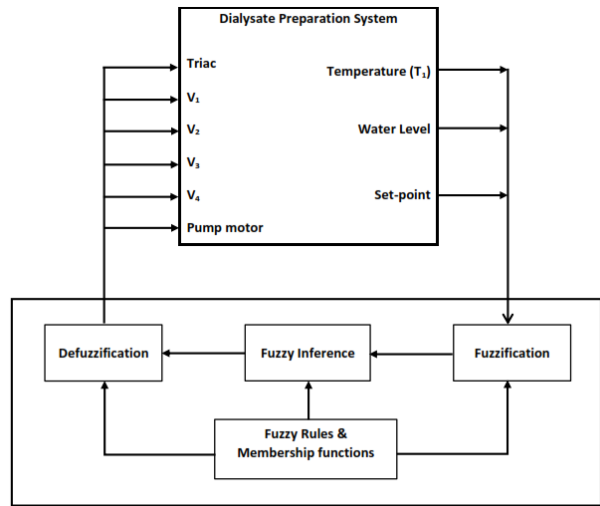 Dialysate Preparation System
Triac
V₁
V₂
V₃
V₄
Pump motor
Temperature (T₁)
Water Level
Set-point
Defuzzification
Fuzzy Inference
Fuzzification
Fuzzy Rules &
Membership functions